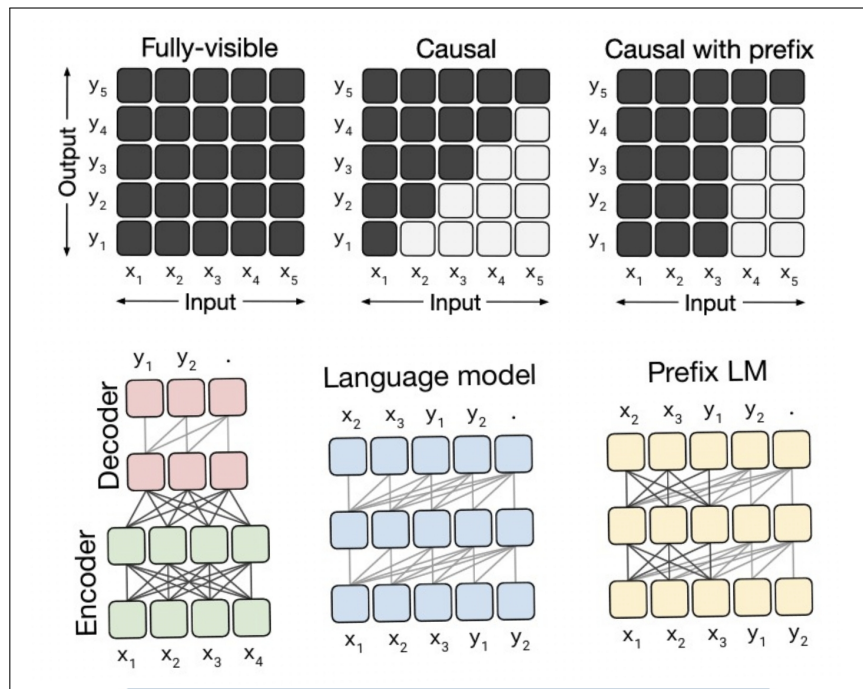 Fully-visible
Causal
Causal with prefix
Output
y5
y4
y3
y2
y1
x1 x2 x3 x4 x5
Input
y5
y4
y3
y2
y1
x1 x2 x3 x4 x5
Input
y5
y4
y3
y2
y1
x1 x2 x3 x4 x5
Input
Decoder
Encoder
y1 y2 .
x1 x2 x3 x4
Language model
x2 x3 y1 y2 .
x1 x2 x3 y1 y2
Prefix LM
x2 x3 y1 y2 .
x1 x2 x3 y1 y2